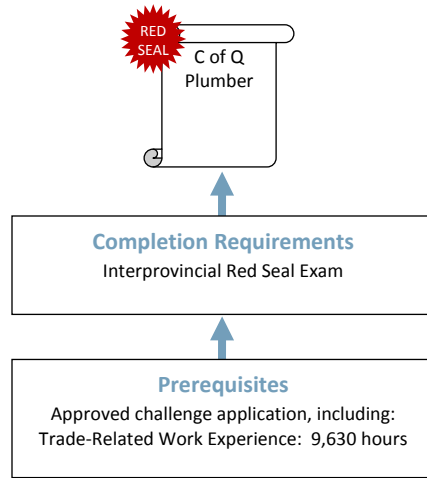 RED
SEAL
C of Q
Plumber
Completion Requirements
Interprovincial Red Seal Exam
Prerequisites
Approved challenge application, including:
Trade-Related Work Experience:  9,630 hours